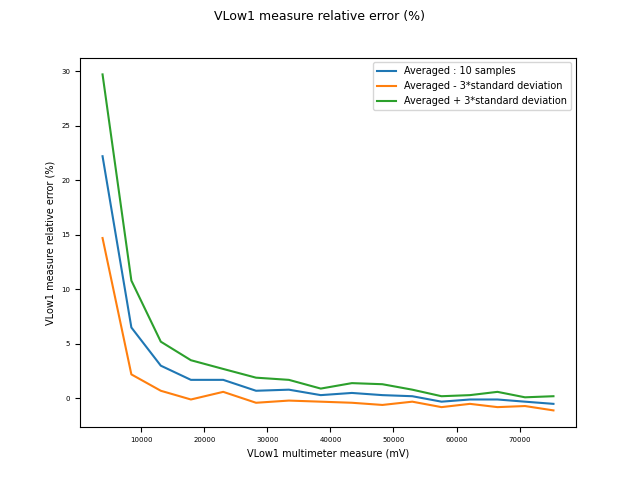 VLow1 measure relative error (%)
Averaged : 10 samples
Averaged - 3*standard deviation
Averaged + 3*standard deviation
VLow1 measure relative error (%)
30
25
20
15
10
5
0
10000 20000 30000 40000 50000 60000 70000
VLow1 multimeter measure (mV)